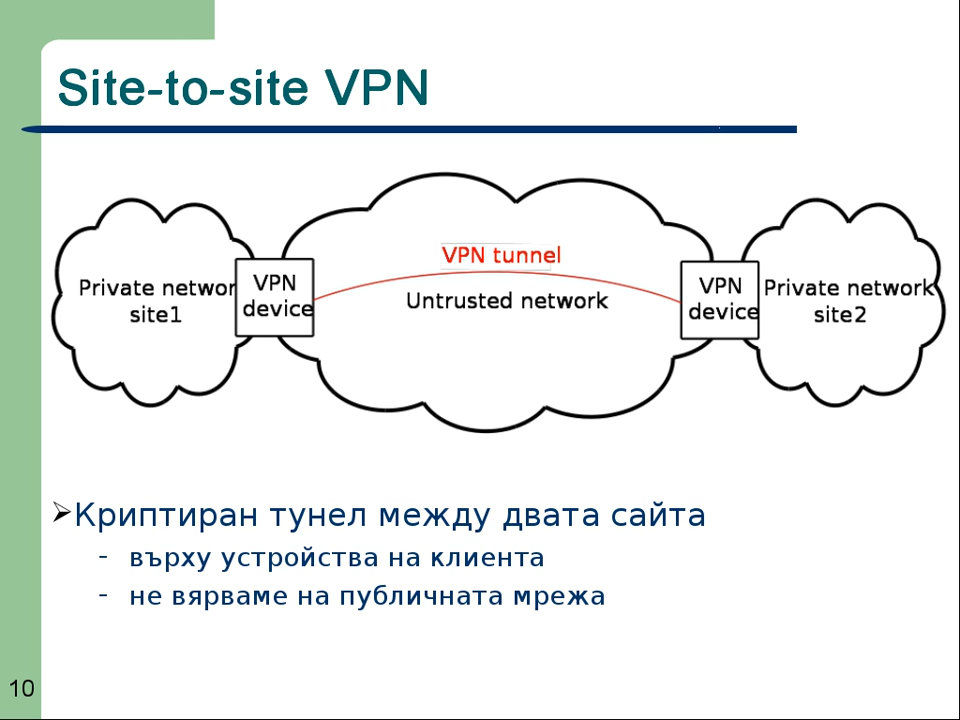 Site-to-site VPN
VPN tunnel
Private networ
site1
VPN
device
Untrusted network
VPN
device
Private network
site2
➢Криптиран тунел между двата сайта
- върху устройства на клиента
- не вярваме на публичната мрежа
10